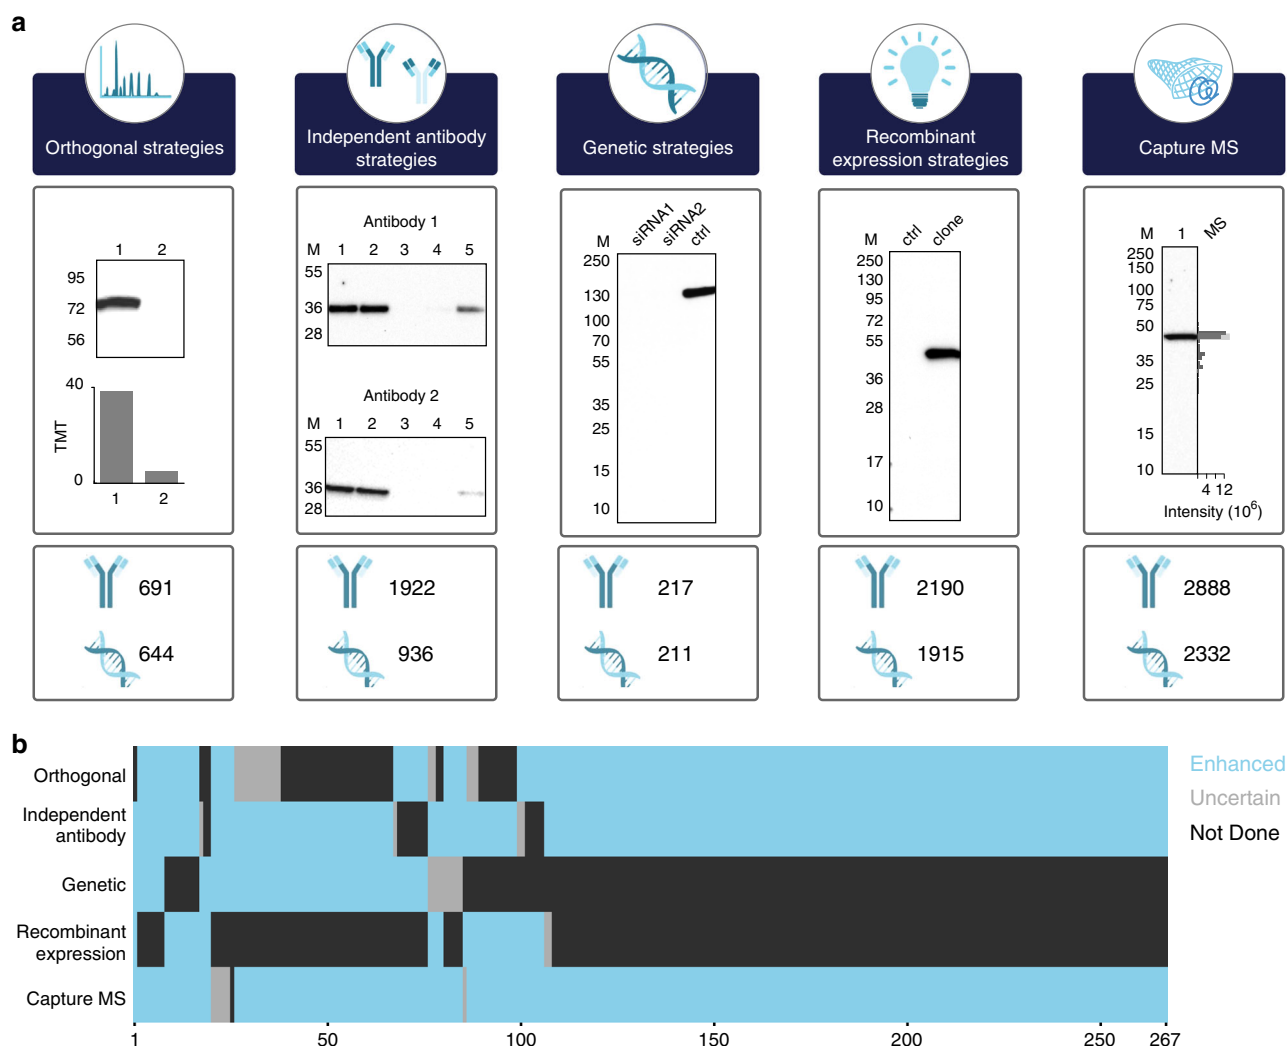 a
Orthogonal strategies
Independent antibody
strategies
Genetic strategies
Recombinant
expression strategies
Capture MS
1 2
95
72
56
40
TMT
0
1 2
Antibody 1
M 1 2 3 4 5
55
36
28
Antibody 2
M 1 2 3 4 5
55
36
28
M siRNA1 siRNA2 ctrl
250
130
100
70
55
35
25
15
10
M ctrl clone
250
130
95
72
55
36
28
17
10
M 1 MS
250
150
100
75
50
35
25
15
10
4 12
Intensity (10⁶)
691
644
1922
936
217
211
2190
1915
2888
2332
b
Orthogonal
Independent
antibody
Genetic
Recombinant
expression
Capture MS
Enhanced
Uncertain
Not Done
1 50 100 150 200 250 267